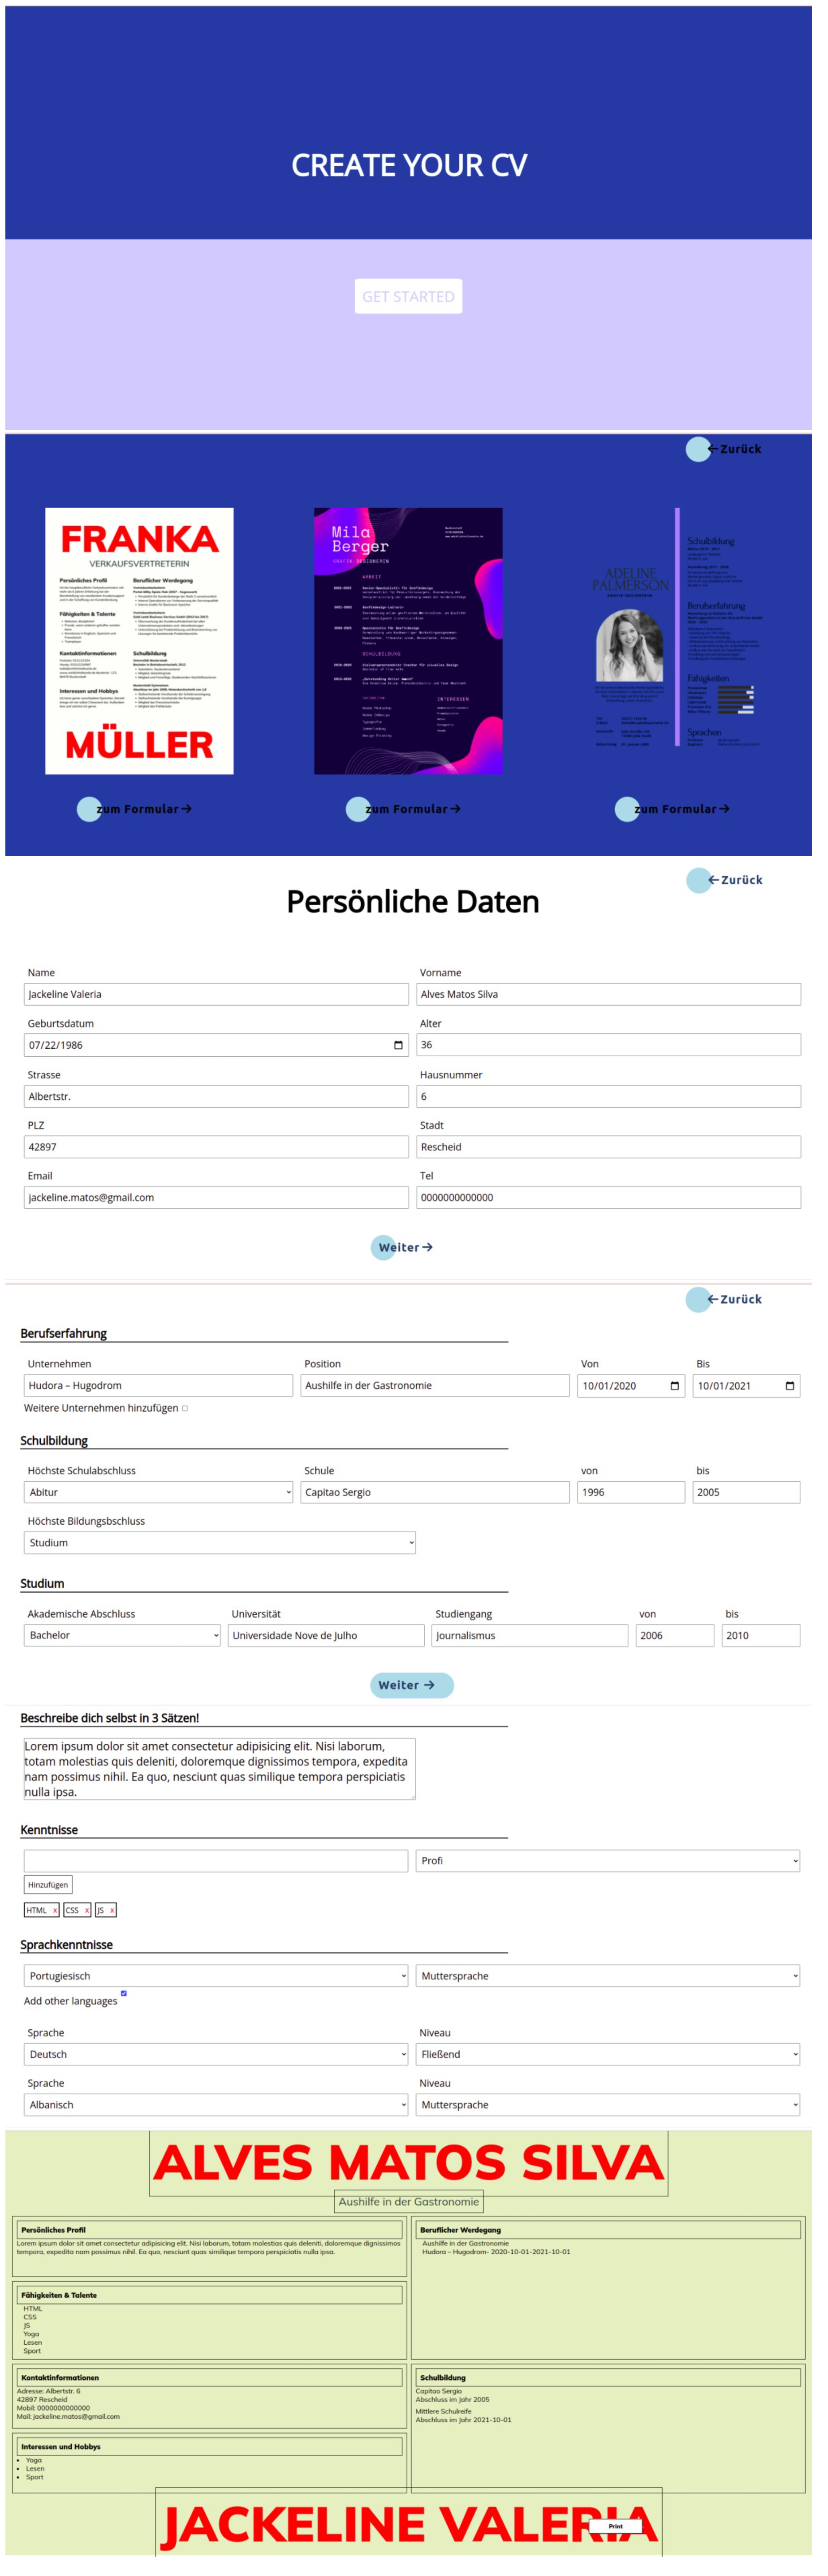 CREATE YOUR CV
GET STARTED
←Zurück
FRANKA
VERKAUFSVERTRETERIN
Persönliches Profil
Beruflicher Werdegang
Fähigkeiten & Talente
Kontaktinformationen
Schulbildung
Interessen und Hobbys
MÜLLER
Mila
Berger
GRAFIK-DESIGNERIN
ARBEIT
SCHULBILDUNG
INTERESSEN
ADELINE
PALMERSON
Schulbildung
Berufserfahrung
Fähigkeiten
Sprachen
zum Formular→
zum Formular→
zum Formular→
←Zurück
Persönliche Daten
Name
Vorname
Jackeline Valeria
Alves Matos Silva
Geburtsdatum
Alter
07/22/1986
36
Strasse
Hausnummer
Albertstr.
6
PLZ
Stadt
42897
Rescheid
Email
Tel
jackeline.matos@gmail.com
0000000000000
Weiter→
←Zurück
Berufserfahrung
Unternehmen
Position
Von
Bis
Hudora – Hugodrom
Aushilfe in der Gastronomie
10/01/2020
10/01/2021
Weitere Unternehmen hinzufügen
Schulbildung
Höchste Schulabschluss
Schule
von
bis
Abitur
Capitao Sergio
1996
2005
Höchste Bildungsbschluss
Studium
Studium
Akademische Abschluss
Universität
Studiengang
von
bis
Bachelor
Universidade Nove de Julho
Journalismus
2006
2010
Weiter →
Beschreibe dich selbst in 3 Sätzen!
Lorem ipsum dolor sit amet consectetur adipisicing elit. Nisi laborum,
totam molestias quis deleniti, doloremque dignissimos tempora, expedita
nam possimus nihil. Ea quo, nesciunt quas similique tempora perspiciatis
nulla ipsa.
Kenntnisse
Profi
Hinzufügen
HTML x CSS x JS x
Sprachkenntnisse
Portugiesisch
Muttersprache
Add other languages
Sprache
Niveau
Deutsch
Fließend
Sprache
Niveau
Albanisch
Muttersprache
ALVES MATOS SILVA
Aushilfe in der Gastronomie
Persönliches Profil
Lorem ipsum dolor sit amet consectetur adipisicing elit. Nisi laborum, totam molestias quis deleniti, doloremque dignissimos
tempora, expedita nam possimus nihil. Ea quo, nesciunt quas similique tempora perspiciatis nulla ipsa.
Beruflicher Werdegang
Aushilfe in der Gastronomie
Hudora – Hugodrom- 2020-10-01-2021-10-01
Fähigkeiten & Talente
HTML
CSS
JS
Yoga
Lesen
Sport
Kontaktinformationen
Adresse: Albertstr. 6
42897 Rescheid
Mobil: 0000000000000
Mail: jackeline.matos@gmail.com
Schulbildung
Capitao Sergio
Abschluss im Jahr 2005
Mittlere Schulreife
Abschluss im Jahr 2021-10-01
Interessen und Hobbys
• Yoga
• Lesen
• Sport
JACKELINE VALERIA
Print